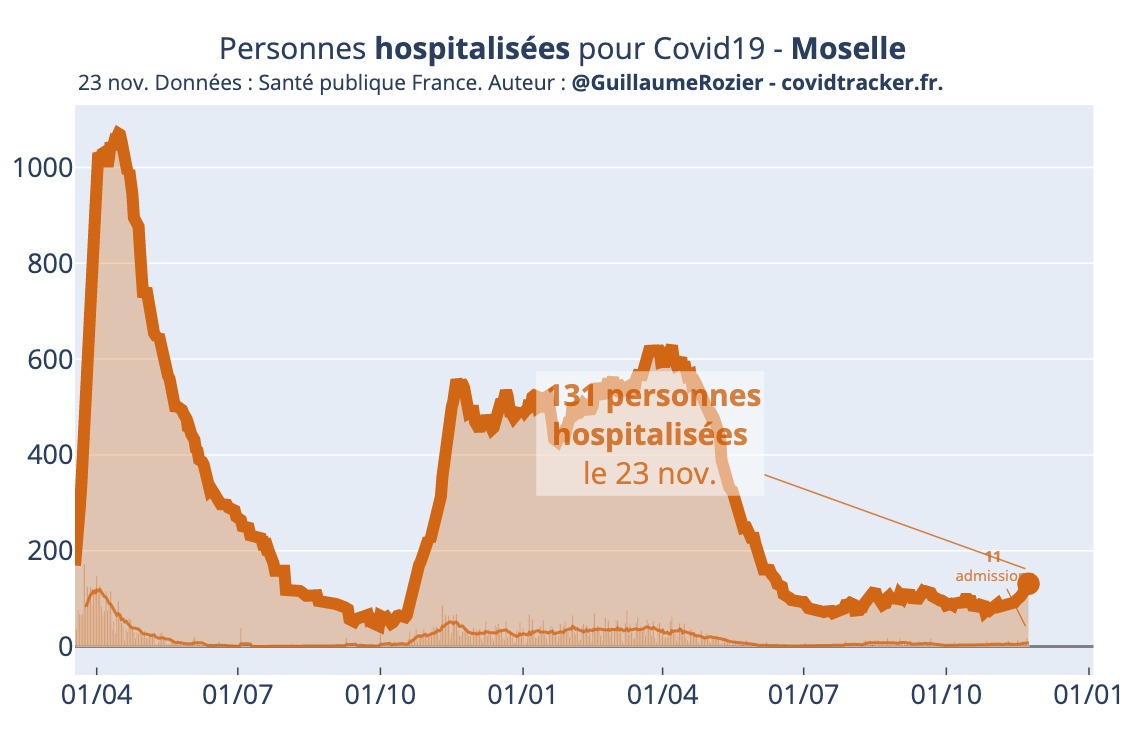 Personnes hospitalisées pour Covid19 - Moselle
23 nov. Données : Santé publique France. Auteur : @GuillaumeRozier - covidtracker.fr.
1000
800
600
400
200
0
131 personnes
hospitalisées
le 23 nov.
11
admission
01/04 01/07 01/10 01/01 01/04 01/07 01/10 01/01